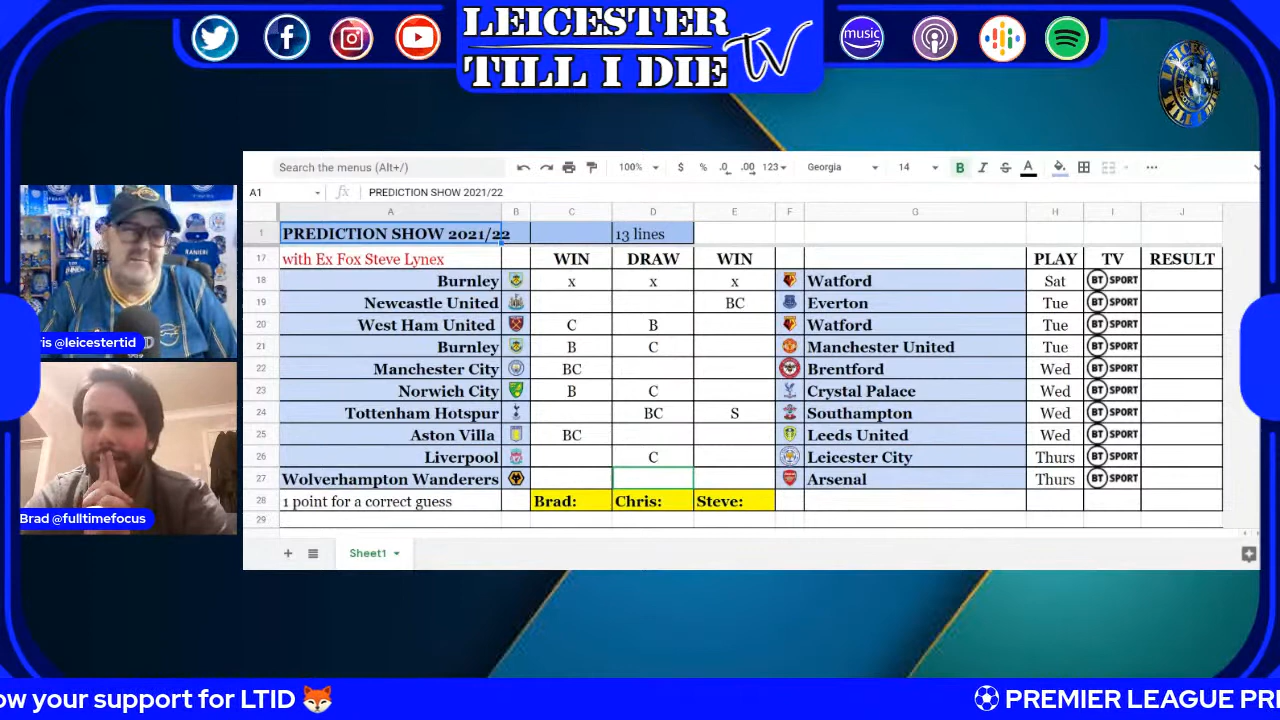 LEICESTER
TILL I DIE TV
music
LEICESTER
'TILL I DIE
Search the menus (Alt+/)
100% $ % .0 .00 123 Georgia 14 B I S A ...
A1 fx PREDICTION SHOW 2021/22
A B C D E F G H I J
1 PREDICTION SHOW 2021/22 13 lines
17 with Ex Fox Steve Lynex WIN DRAW WIN PLAY TV RESULT
18 Burnley x x x Watford Sat BT SPORT
19 Newcastle United BC Everton Tue BT SPORT
20 West Ham United C B Watford Tue BT SPORT
21 Burnley B C Manchester United Tue BT SPORT
22 Manchester City BC Brentford Wed BT SPORT
23 Norwich City B C Crystal Palace Wed BT SPORT
24 Tottenham Hotspur BC S Southampton Wed BT SPORT
25 Aston Villa BC Leeds United Wed BT SPORT
26 Liverpool C Leicester City Thurs BT SPORT
27 Wolverhampton Wanderers Arsenal Thurs BT SPORT
28 1 point for a correct guess Brad: Chris: Steve:
29
+ Sheet1
RANIERI
is @leicestertid
Brad @fulltimefocus
ow your support for LTID 🦊 ⚽ PREMIER LEAGUE PRE